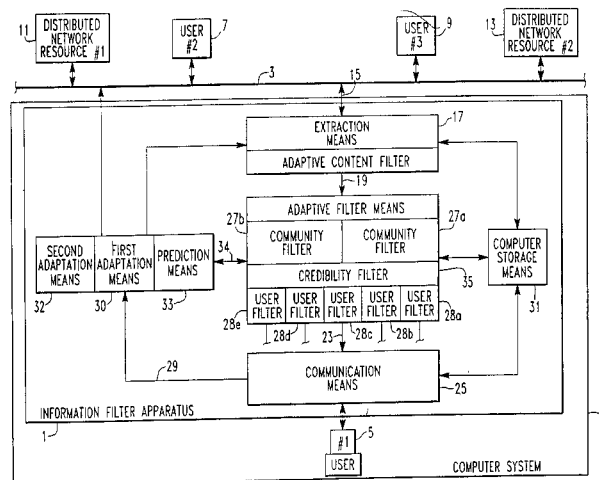 11
DISTRIBUTED
NETWORK
RESOURCE #1
USER
#2
7
USER
#3
9
13
DISTRIBUTED
NETWORK
RESOURCE #2
3
15
EXTRACTION
MEANS
17
ADAPTIVE CONTENT FILTER
19
27b
ADAPTIVE FILTER MEANS
27a
COMMUNITY
FILTER
COMMUNITY
FILTER
SECOND
ADAPTATION
MEANS
FIRST
ADAPTATION
MEANS
PREDICTION
MEANS
34
CREDIBILITY FILTER
35
COMPUTER
STORAGE
MEANS
32
30
33
31
USER
FILTER
USER
FILTER
USER
FILTER
USER
FILTER
USER
FILTER
28e
28d
23
28c
28b
28a
29
COMMUNICATION
MEANS
25
INFORMATION FILTER APPARATUS
1
#1
5
USER
COMPUTER SYSTEM